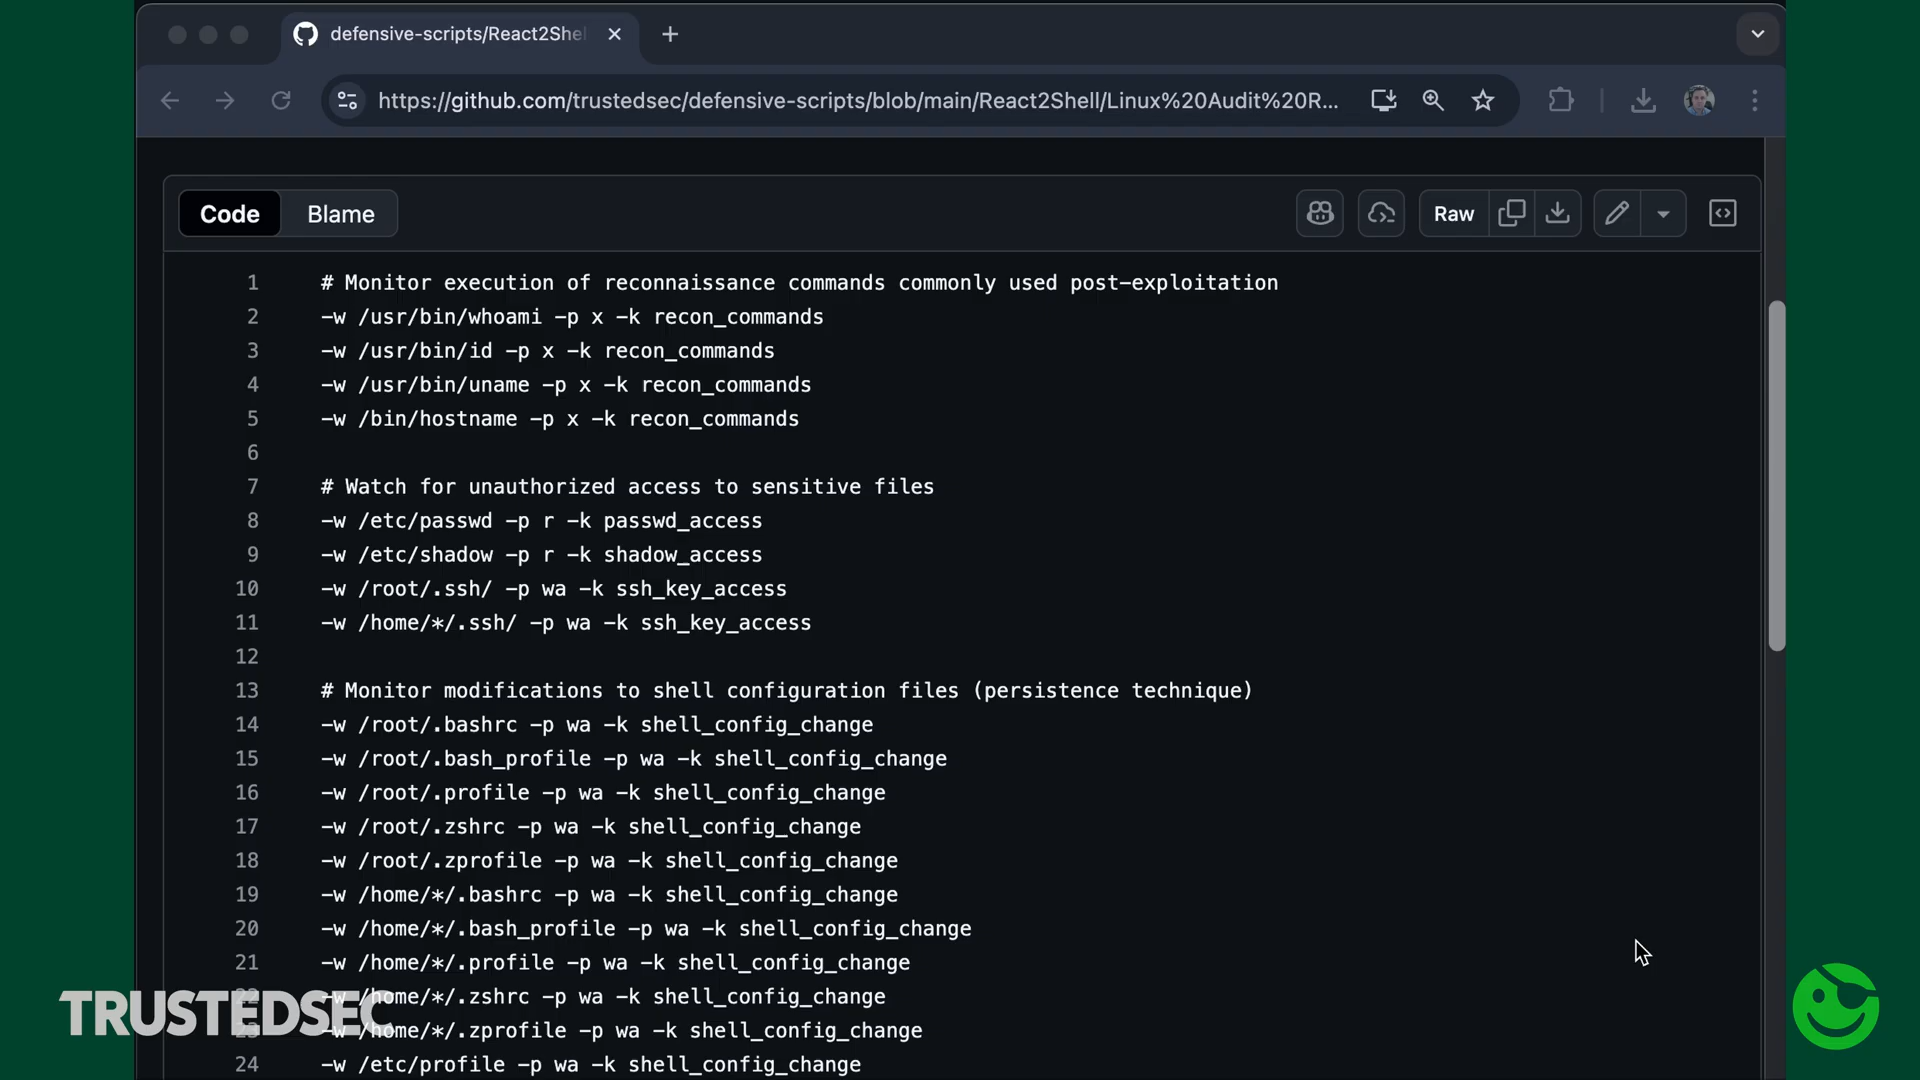 defensive-scripts/React2She
https://github.com/trustedsec/defensive-scripts/blob/main/React2Shell/Linux%20Audit%20R...
Code Blame Raw
1 # Monitor execution of reconnaissance commands commonly used post-exploitation
2 -w /usr/bin/whoami -p x -k recon_commands
3 -w /usr/bin/id -p x -k recon_commands
4 -w /usr/bin/uname -p x -k recon_commands
5 -w /bin/hostname -p x -k recon_commands
6
7 # Watch for unauthorized access to sensitive files
8 -w /etc/passwd -p r -k passwd_access
9 -w /etc/shadow -p r -k shadow_access
10 -w /root/.ssh/ -p wa -k ssh_key_access
11 -w /home/*/.ssh/ -p wa -k ssh_key_access
12
13 # Monitor modifications to shell configuration files (persistence technique)
14 -w /root/.bashrc -p wa -k shell_config_change
15 -w /root/.bash_profile -p wa -k shell_config_change
16 -w /root/.profile -p wa -k shell_config_change
17 -w /root/.zshrc -p wa -k shell_config_change
18 -w /root/.zprofile -p wa -k shell_config_change
19 -w /home/*/.bashrc -p wa -k shell_config_change
20 -w /home/*/.bash_profile -p wa -k shell_config_change
21 -w /home/*/.profile -p wa -k shell_config_change
22 -w /home/*/.zshrc -p wa -k shell_config_change
23 -w /home/*/.zprofile -p wa -k shell_config_change
24 -w /etc/profile -p wa -k shell_config_change
TRUSTEDSEC